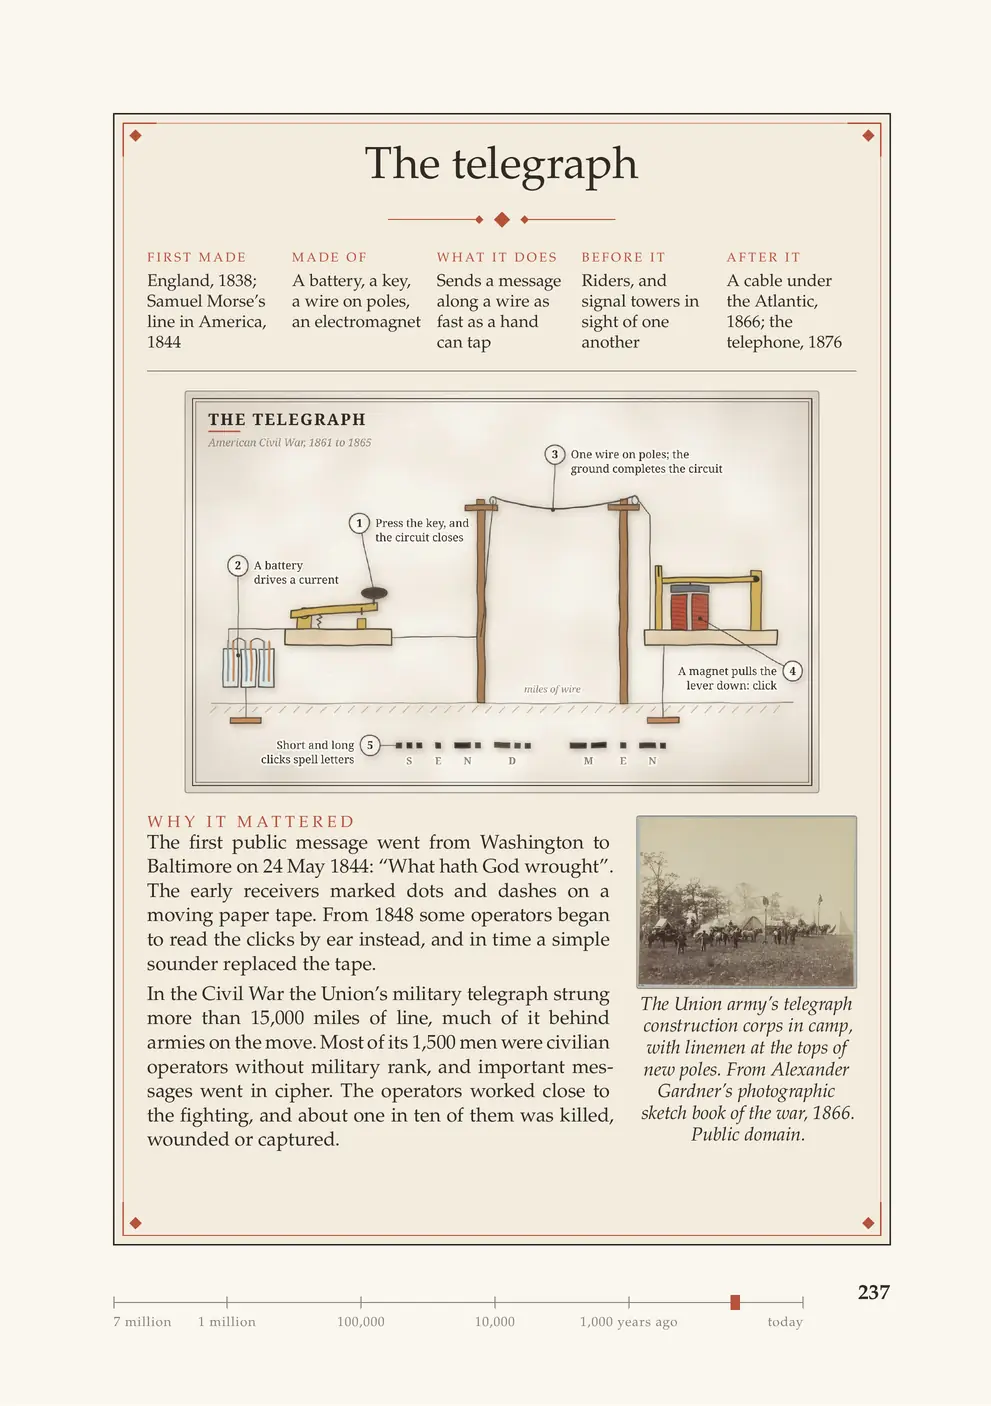 The telegraph
FIRST MADE
England, 1838;
Samuel Morse’s
line in America,
1844
MADE OF
A battery, a key,
a wire on poles,
an electromagnet
WHAT IT DOES
Sends a message
along a wire as
fast as a hand
can tap
BEFORE IT
Riders, and
signal towers in
sight of one
another
AFTER IT
A cable under
the Atlantic,
1866; the
telephone, 1876
THE TELEGRAPH
American Civil War, 1861 to 1865
3 One wire on poles; the
ground completes the circuit
1 Press the key, and
the circuit closes
2 A battery
drives a current
A magnet pulls the 4
lever down: click
miles of wire
Short and long 5
clicks spell letters
S E N D M E N
WHY IT MATTERED
The first public message went from Washington to
Baltimore on 24 May 1844: “What hath God wrought”.
The early receivers marked dots and dashes on a
moving paper tape. From 1848 some operators began
to read the clicks by ear instead, and in time a simple
sounder replaced the tape.
In the Civil War the Union’s military telegraph strung
more than 15,000 miles of line, much of it behind
armies on the move. Most of its 1,500 men were civilian
operators without military rank, and important mes-
sages went in cipher. The operators worked close to
the fighting, and about one in ten of them was killed,
wounded or captured.
The Union army’s telegraph
construction corps in camp,
with linemen at the tops of
new poles. From Alexander
Gardner’s photographic
sketch book of the war, 1866.
Public domain.
237
7 million 1 million 100,000 10,000 1,000 years ago today